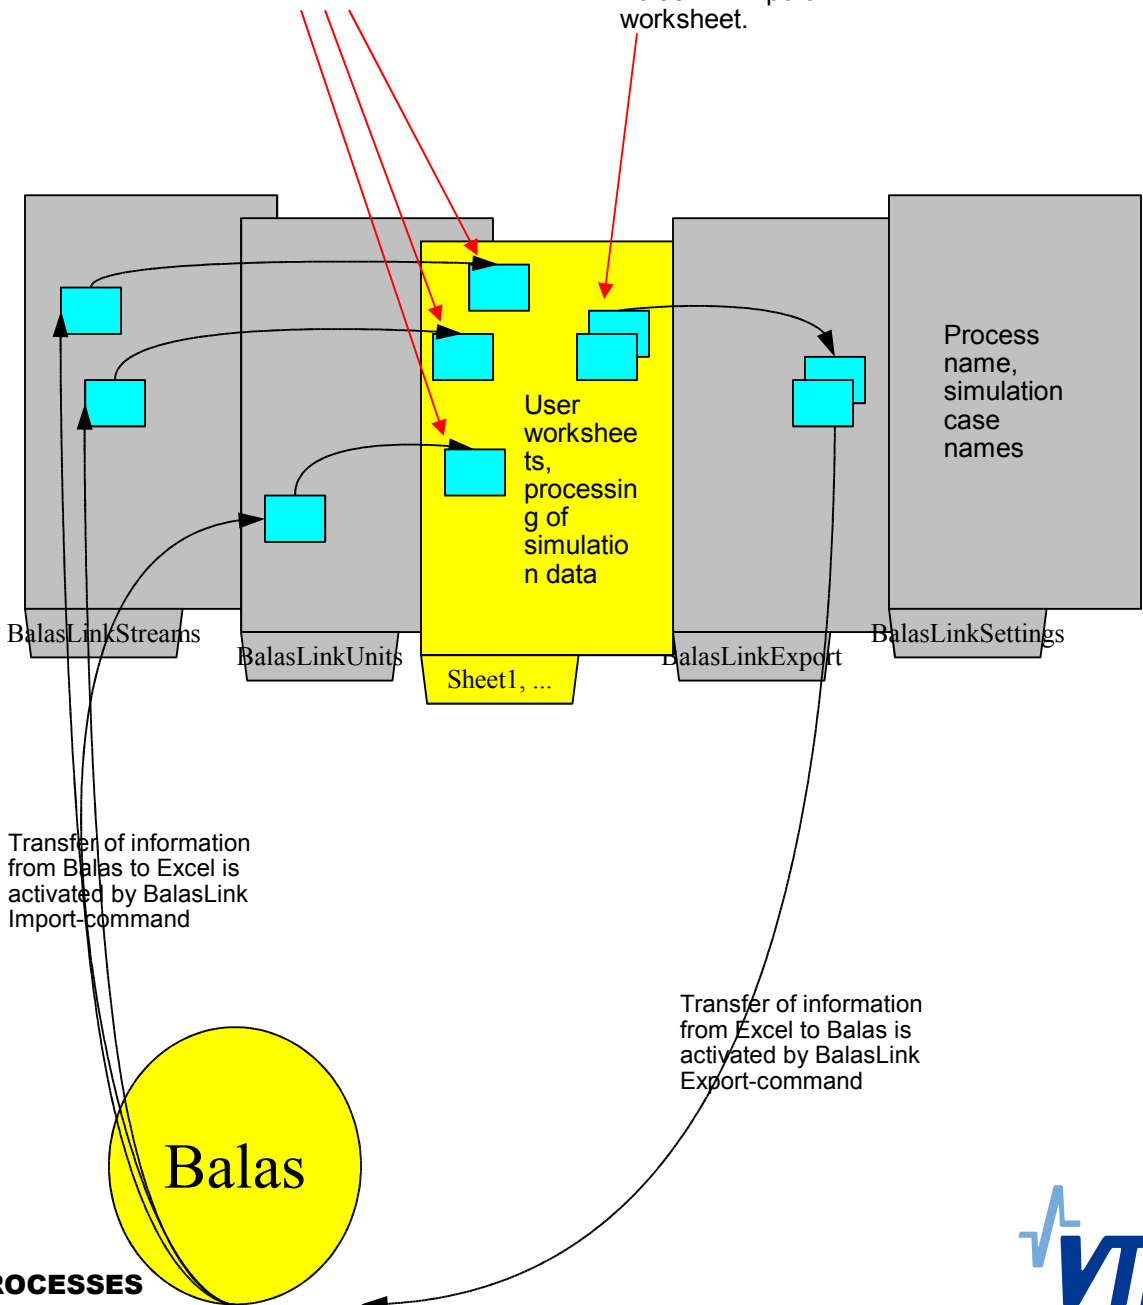 worksheet.
Process
name,
simulation
case
names
User
workshee
ts,
processin
g of
simulatio
n data
BalasLinkStreams
BalasLinkUnits
Sheet1, ...
BalasLinkExport
BalasLinkSettings
Transfer of information
from Balas to Excel is
activated by BalasLink
Import-command
Transfer of information
from Excel to Balas is
activated by BalasLink
Export-command
Balas
ROCESSES
VT